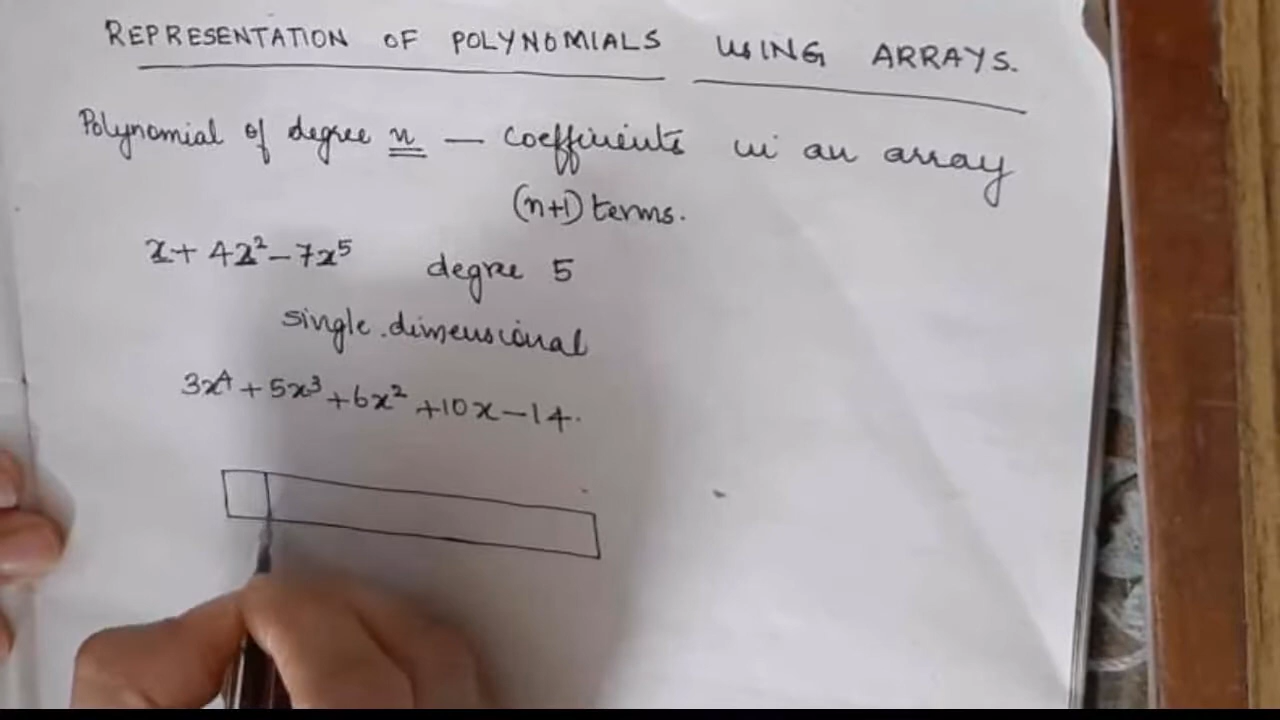 REPRESENTATION OF POLYNOMIALS USING ARRAYS.
Polynomial of degree n — coefficients in an array
(n+1) terms.
x + 4x² - 7x⁵ degree 5
single dimensional
3x⁴ + 5x³ + 6x² + 10x - 14.